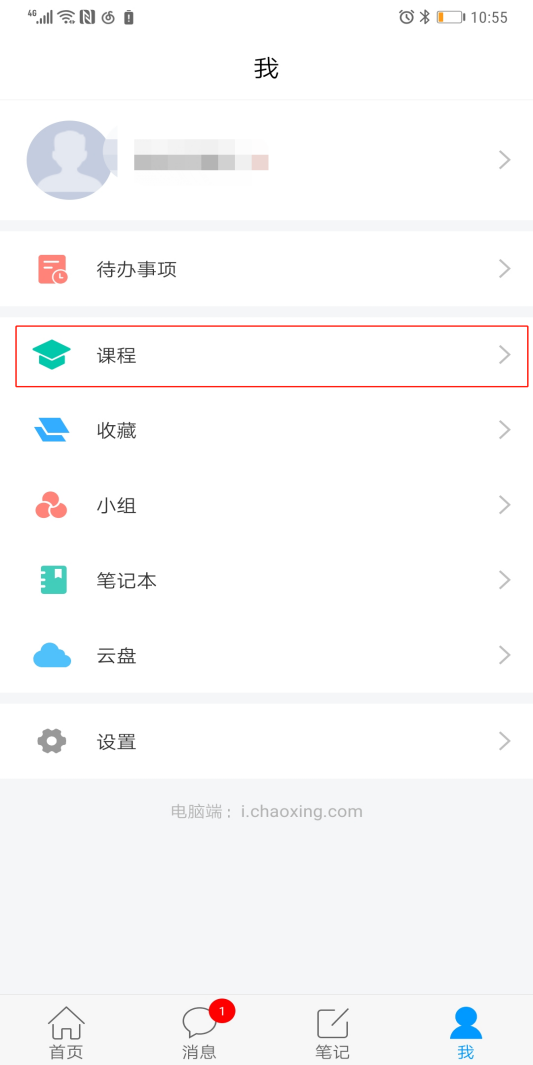 4G
10:55
我
待办事项
课程
收藏
小组
笔记本
云盘
设置
电脑端：i.chaoxing.com
1
首页
消息
笔记
我